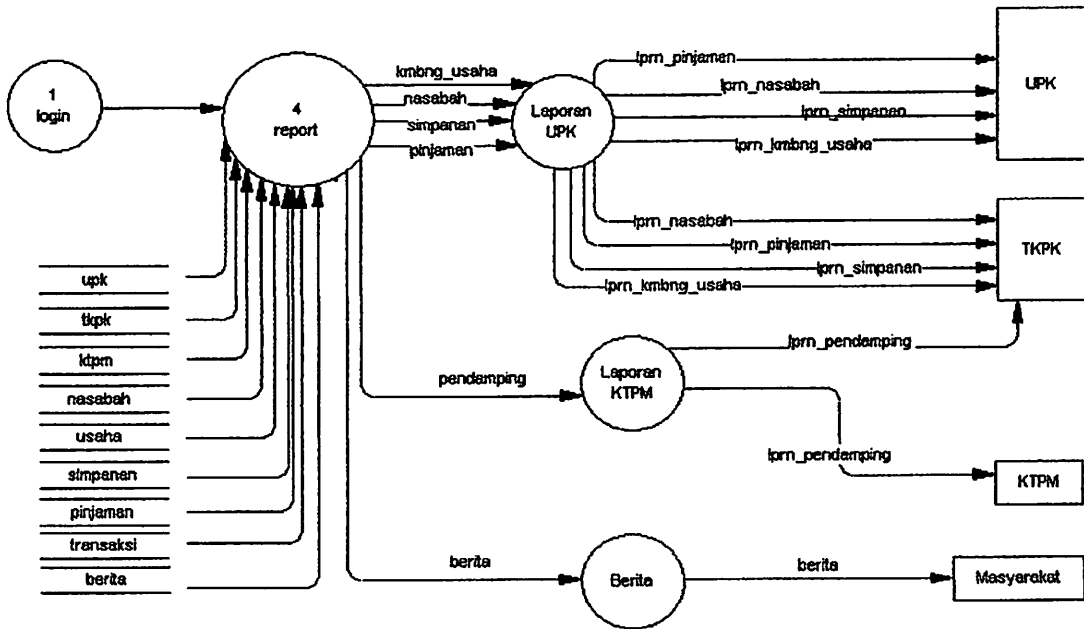 1
login
4
report
kmbng_usaha
nasabah
simpanan
pinjaman
Laporan
UPK
lprn_pinjaman
lprn_nasabah
lprn_simpanan
lprn_kmbng_usaha
UPK
lprn_nasabah
lprn_pinjaman
lprn_simpanan
lprn_kmbng_usaha
TKPK
upk
tkpk
ktpm
nasabah
usaha
simpanan
pinjaman
transaksi
berita
pendamping
Laporan
KTPM
lprn_pendamping
lprn_pendamping
KTPM
berita
Berita
berita
Masyarakat